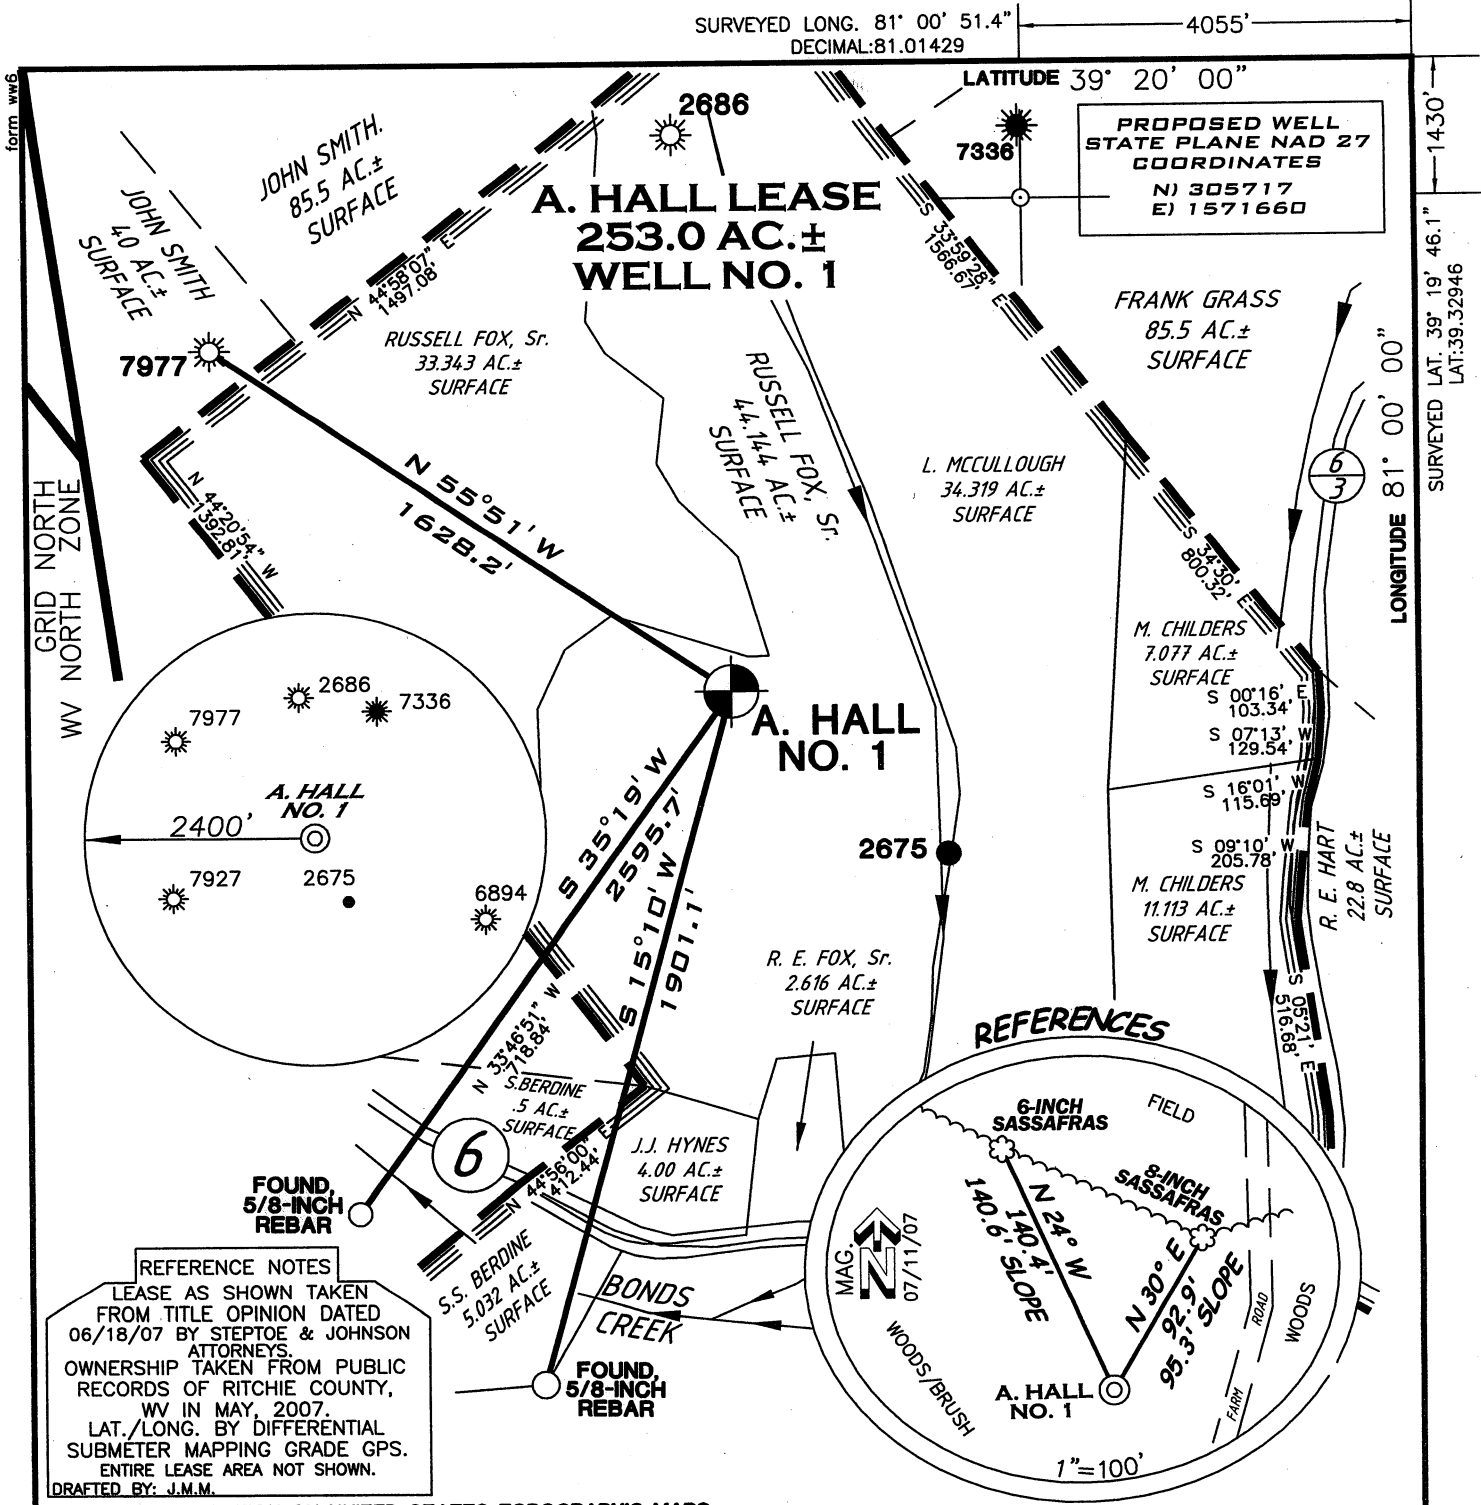 SURVEYED LONG. 81° 00' 51.4"
DECIMAL:81.01429
4055'
form ww6
LATITUDE 39° 20' 00"
1430'
SURVEYED LAT. 39° 19' 46.1"
LAT:39.32946
LONGITUDE 81° 00' 00"
PROPOSED WELL
STATE PLANE NAD 27
COORDINATES
N) 305717
E) 1571660
2686
7336
A. HALL LEASE
253.0 AC.±
WELL NO. 1
JOHN SMITH.
85.5 AC.±
SURFACE
JOHN SMITH
40 AC.±
SURFACE
7977
N 44°58'07" E
1497.08'
S 33°59'28" E
1566.67'
RUSSELL FOX, Sr.
33.343 AC.±
SURFACE
RUSSELL FOX, Sr.
44.144 AC.±
SURFACE
FRANK GRASS
85.5 AC.±
SURFACE
L. MCCULLOUGH
34.319 AC.±
SURFACE
6
3
GRID NORTH
WV NORTH ZONE
N 44°20'54" W
1392.81'
N 55°51' W
1628.2'
S 34°30' E
800.32'
M. CHILDERS
7.077 AC.±
SURFACE
S 00°16' E
103.34'
S 07°13' W
129.54'
S 16°01' W
115.69'
S 09°10' W
205.78'
A. HALL
NO. 1
2686
7336
7977
A. HALL
NO. 1
2400'
7927
2675
6894
S 35°19' W
2595.7'
S 15°10' W
1901.1'
2675
M. CHILDERS
11.113 AC.±
SURFACE
R. E. HART
22.8 AC.±
SURFACE
S 05°21' E
516.68'
R. E. FOX, Sr.
2.616 AC.±
SURFACE
N 33°46'51" W
718.84'
S.BERDINE
.5 AC.±
SURFACE
N 44°56'00" E
412.44'
J.J. HYNES
4.00 AC.±
SURFACE
6
S.S. BERDINE
5.032 AC.±
SURFACE
FOUND,
5/8-INCH
REBAR
BONDS
CREEK
FOUND,
5/8-INCH
REBAR
REFERENCES
6-INCH
SASSAFRAS
FIELD
8-INCH
SASSAFRAS
N 24° W
140.4'
140.6' SLOPE
N 30° E
92.9'
95.3' SLOPE
MAG.
N
07/11/07
WOODS/BRUSH
A. HALL
NO. 1
FARM ROAD
WOODS
1"=100'
REFERENCE NOTES
LEASE AS SHOWN TAKEN
FROM TITLE OPINION DATED
06/18/07 BY STEPTOE & JOHNSON
ATTORNEYS.
OWNERSHIP TAKEN FROM PUBLIC
RECORDS OF RITCHIE COUNTY,
WV IN MAY, 2007.
LAT./LONG. BY DIFFERENTIAL
SUBMETER MAPPING GRADE GPS.
ENTIRE LEASE AREA NOT SHOWN.
DRAFTED BY: J.M.M.
UNITED STATES TOPOGRAPHIC MAPS